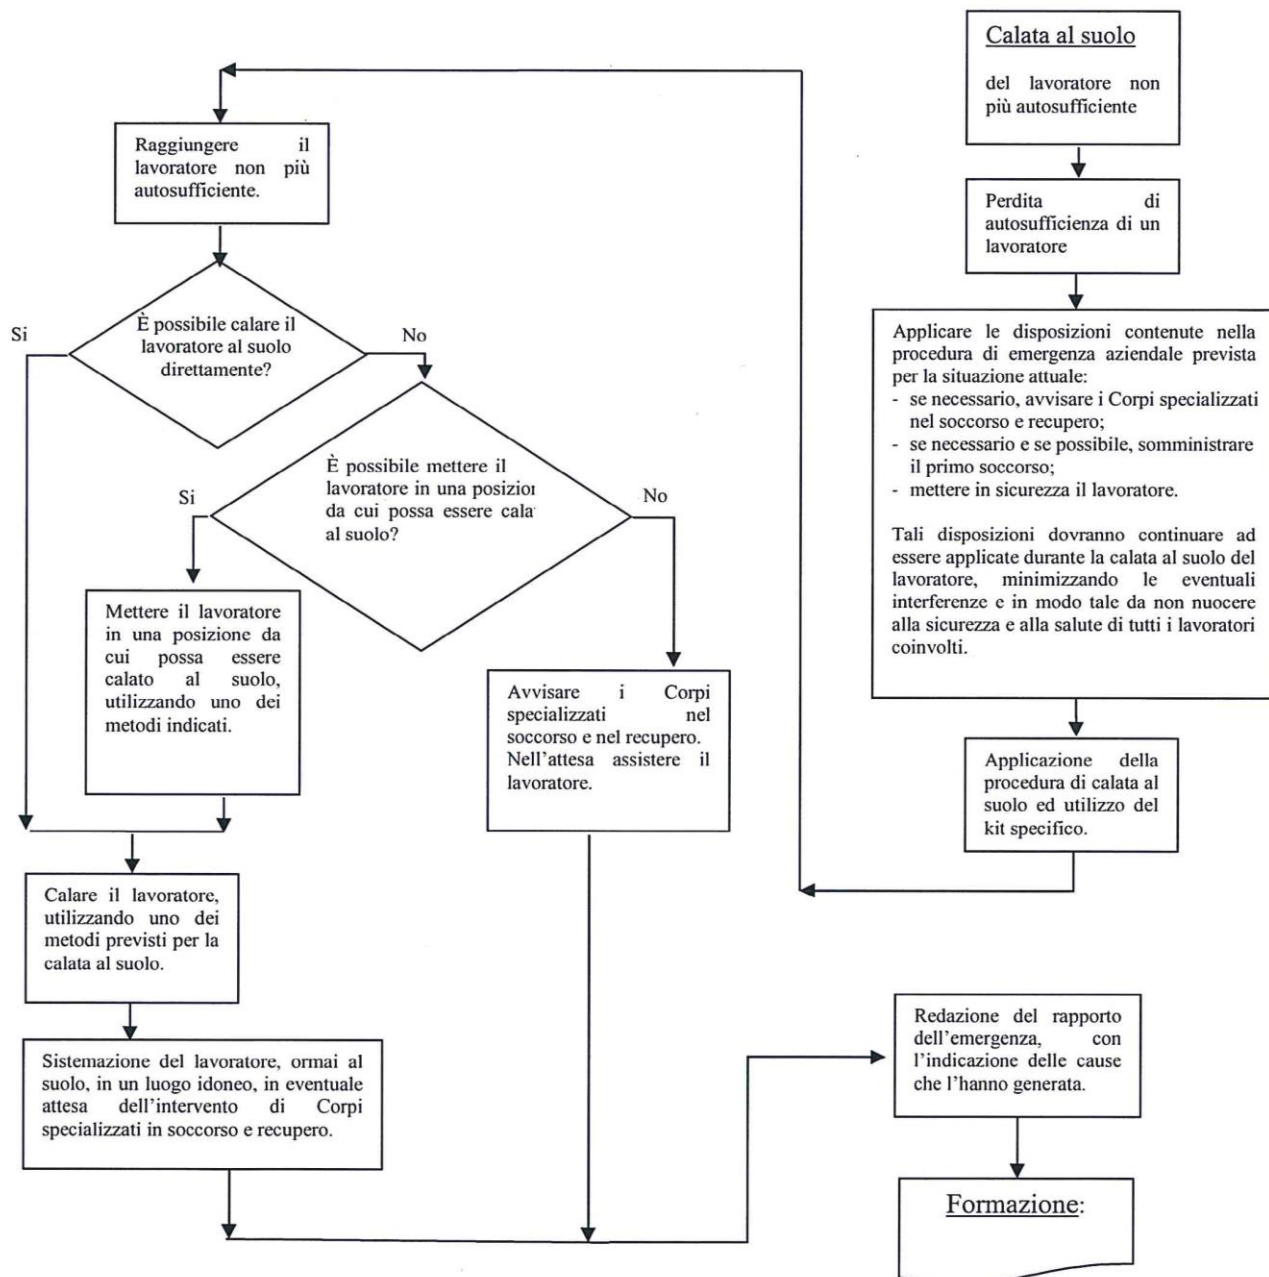 Calata al suolo
del lavoratore non
più autosufficiente
Perdita di
autosufficienza di un
lavoratore
Applicare le disposizioni contenute nella
procedura di emergenza aziendale prevista
per la situazione attuale:
- se necessario, avvisare i Corpi specializzati
nel soccorso e recupero;
- se necessario e se possibile, somministrare
il primo soccorso;
- mettere in sicurezza il lavoratore.
Tali disposizioni dovranno continuare ad
essere applicate durante la calata al suolo del
lavoratore, minimizzando le eventuali
interferenze e in modo tale da non nuocere
alla sicurezza e alla salute di tutti i lavoratori
coinvolti.
Applicazione della
procedura di calata al
suolo ed utilizzo del
kit specifico.
Raggiungere il
lavoratore non più
autosufficiente.
È possibile calare il
lavoratore al suolo
direttamente?
Si
No
È possibile mettere il
lavoratore in una posizion
da cui possa essere cala
al suolo?
Si
No
Mettere il lavoratore
in una posizione da
cui possa essere
calato al suolo,
utilizzando uno dei
metodi indicati.
Avvisare i Corpi
specializzati nel
soccorso e nel recupero.
Nell'attesa assistere il
lavoratore.
Calare il lavoratore,
utilizzando uno dei
metodi previsti per la
calata al suolo.
Sistemazione del lavoratore, ormai al
suolo, in un luogo idoneo, in eventuale
attesa dell'intervento di Corpi
specializzati in soccorso e recupero.
Redazione del rapporto
dell'emergenza, con
l'indicazione delle cause
che l'hanno generata.
Formazione: